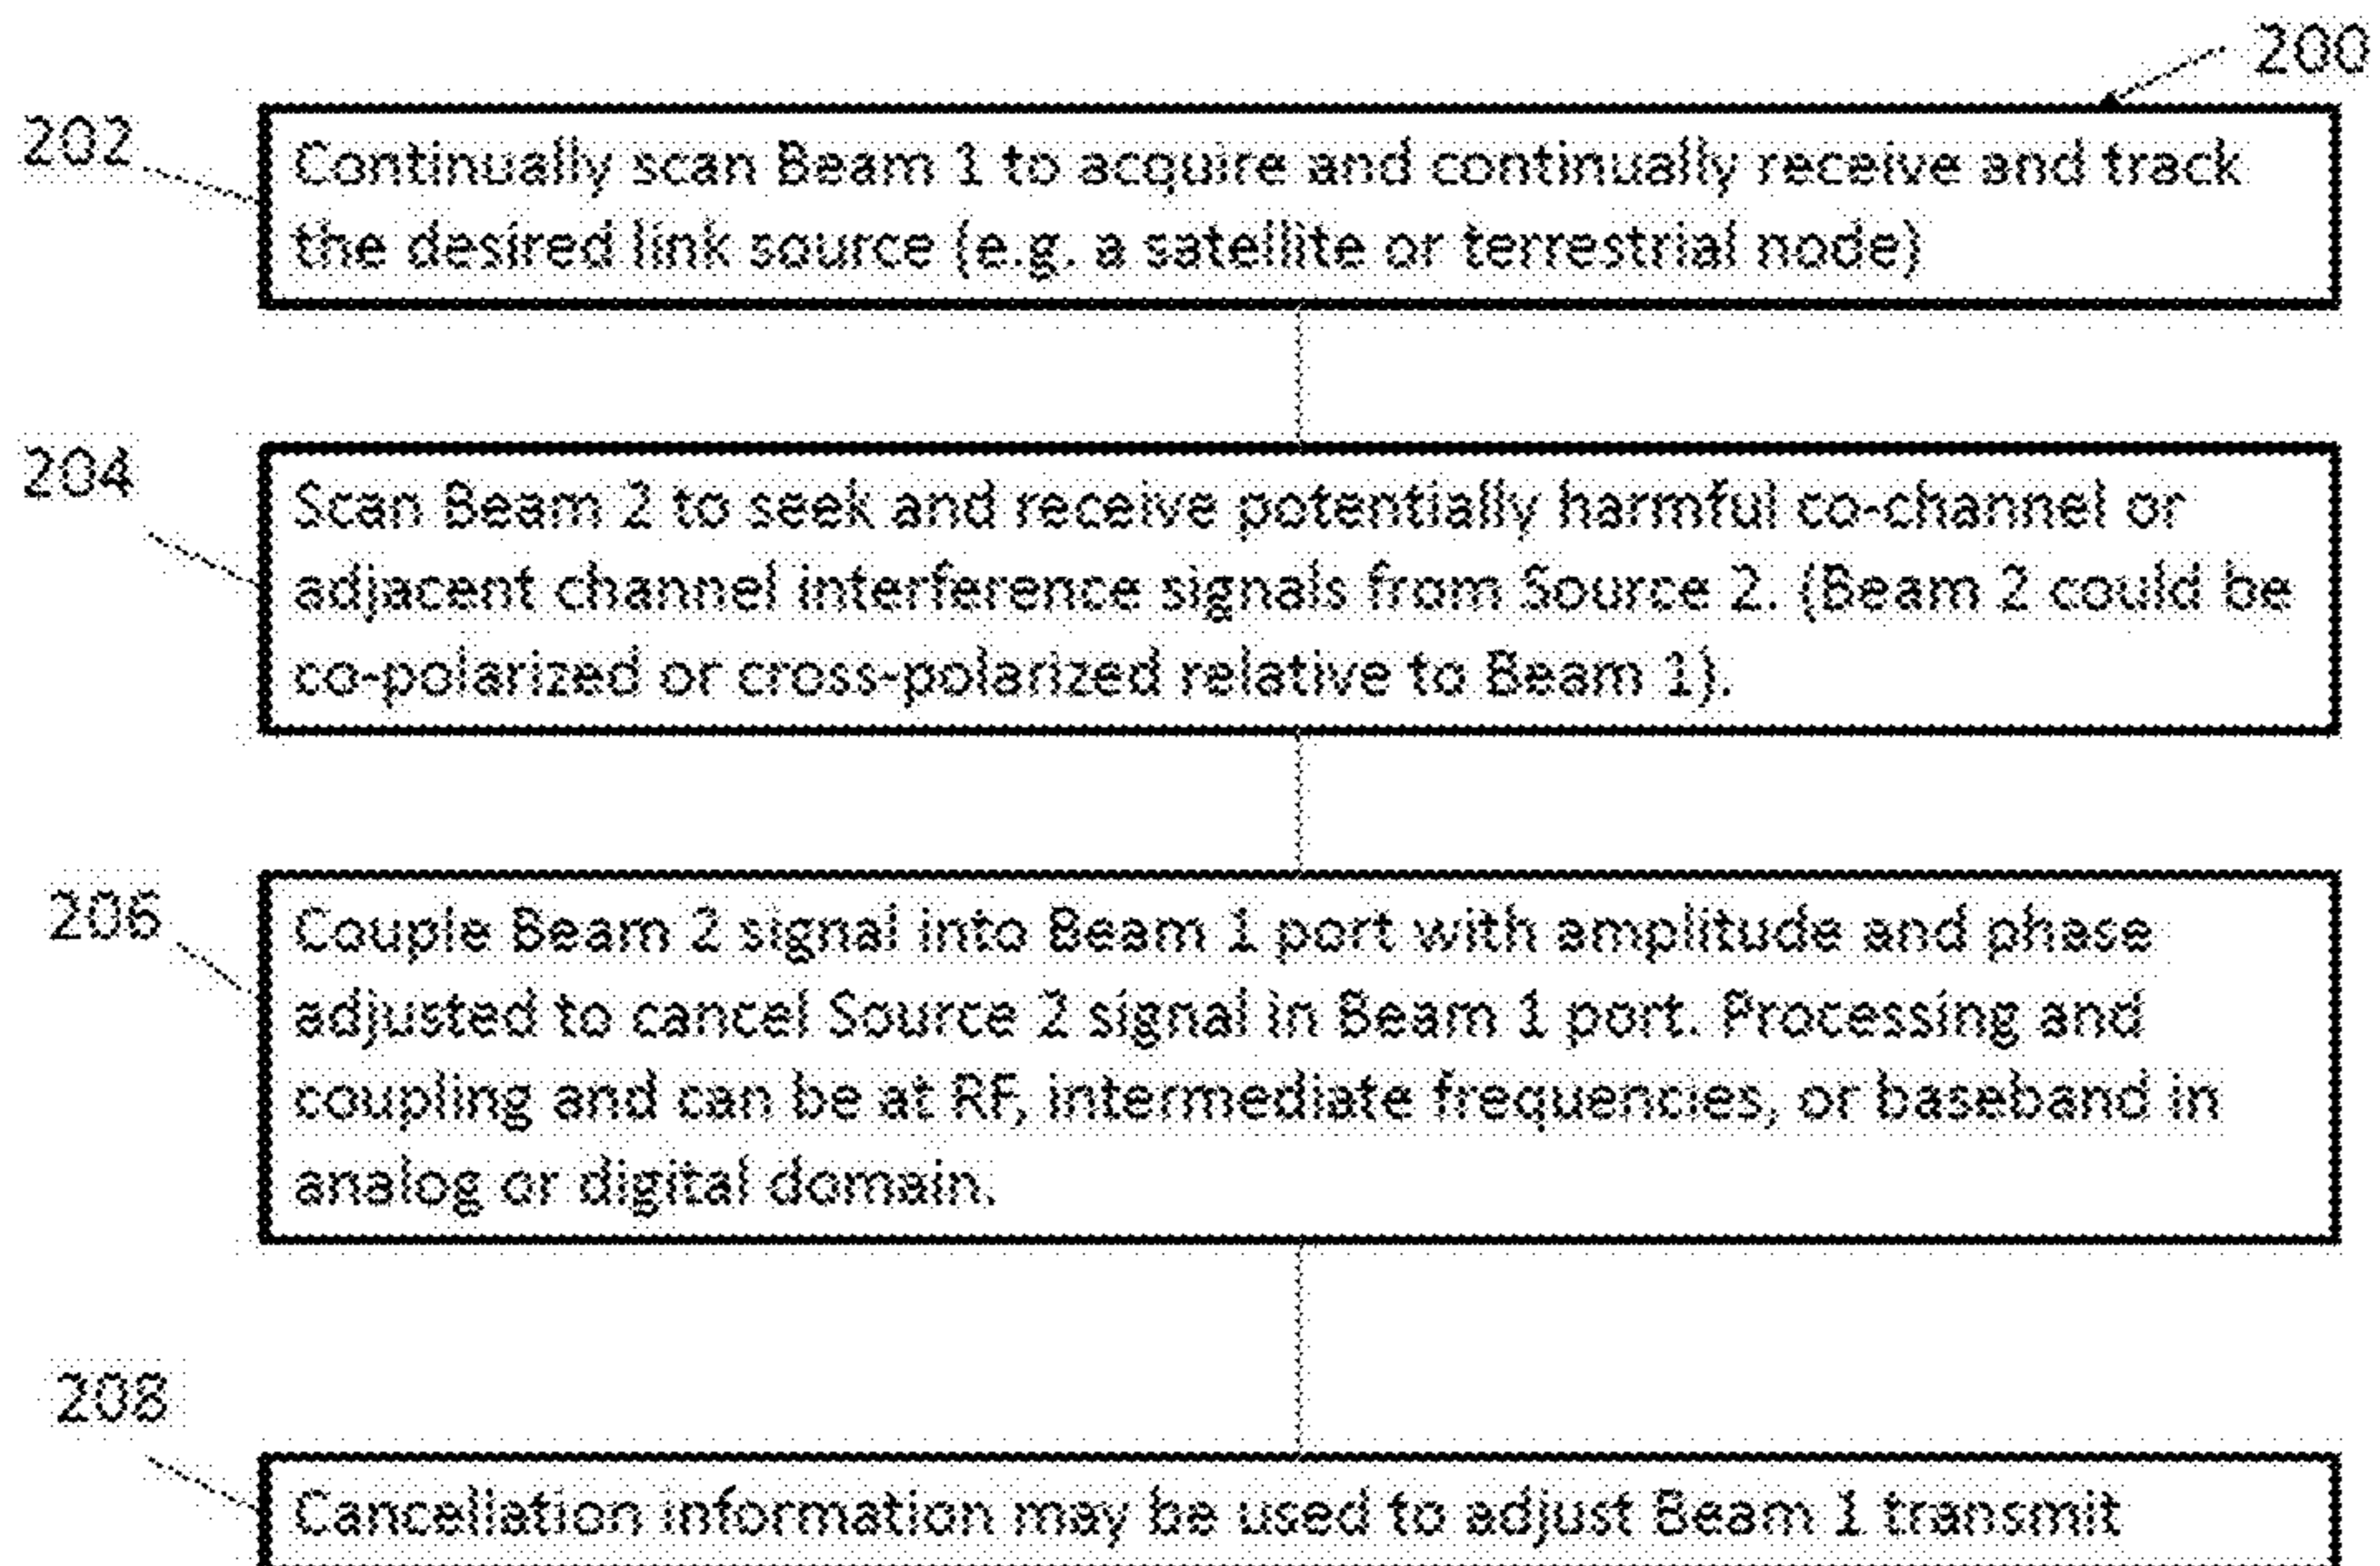 200
202
Continually scan Beam 1 to acquire and continually receive and track
the desired link source (e.g. a satellite or terrestrial node)
204
Scan Beam 2 to seek and receive potentially harmful co-channel or
adjacent channel interference signals from Source 2. (Beam 2 could be
co-polarized or cross-polarized relative to Beam 1).
206
Couple Beam 2 signal into Beam 1 port with amplitude and phase
adjusted to cancel Source 2 signal in Beam 1 port. Processing and
coupling and can be at RF, intermediate frequencies, or baseband in
analog or digital domain.
208
Cancellation information may be used to adjust Beam 1 transmit